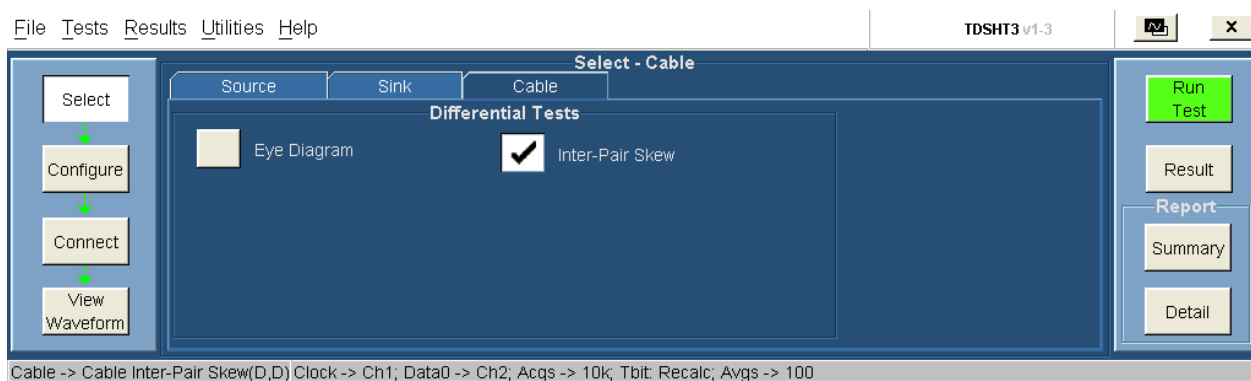 File Tests Results Utilities Help TDSHT3 v1-3 x
Select - Cable
Source Sink Cable
Differential Tests
Eye Diagram Inter-Pair Skew
Select
Configure
Connect
View
Waveform
Run
Test
Result
Report
Summary
Detail
Cable -> Cable Inter-Pair Skew(D,D) Clock -> Ch1; Data0 -> Ch2; Acqs -> 10k; Tbit: Recalc; Avgs -> 100